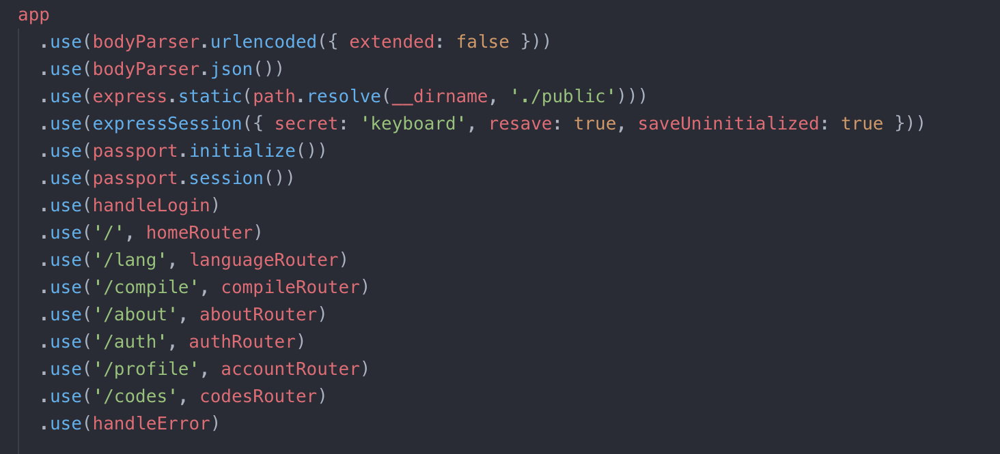 app
  .use(bodyParser.urlencoded({ extended: false }))
  .use(bodyParser.json())
  .use(express.static(path.resolve(__dirname, './public')))
  .use(expressSession({ secret: 'keyboard', resave: true, saveUninitialized: true }))
  .use(passport.initialize())
  .use(passport.session())
  .use(handleLogin)
  .use('/', homeRouter)
  .use('/lang', languageRouter)
  .use('/compile', compileRouter)
  .use('/about', aboutRouter)
  .use('/auth', authRouter)
  .use('/profile', accountRouter)
  .use('/codes', codesRouter)
  .use(handleError)